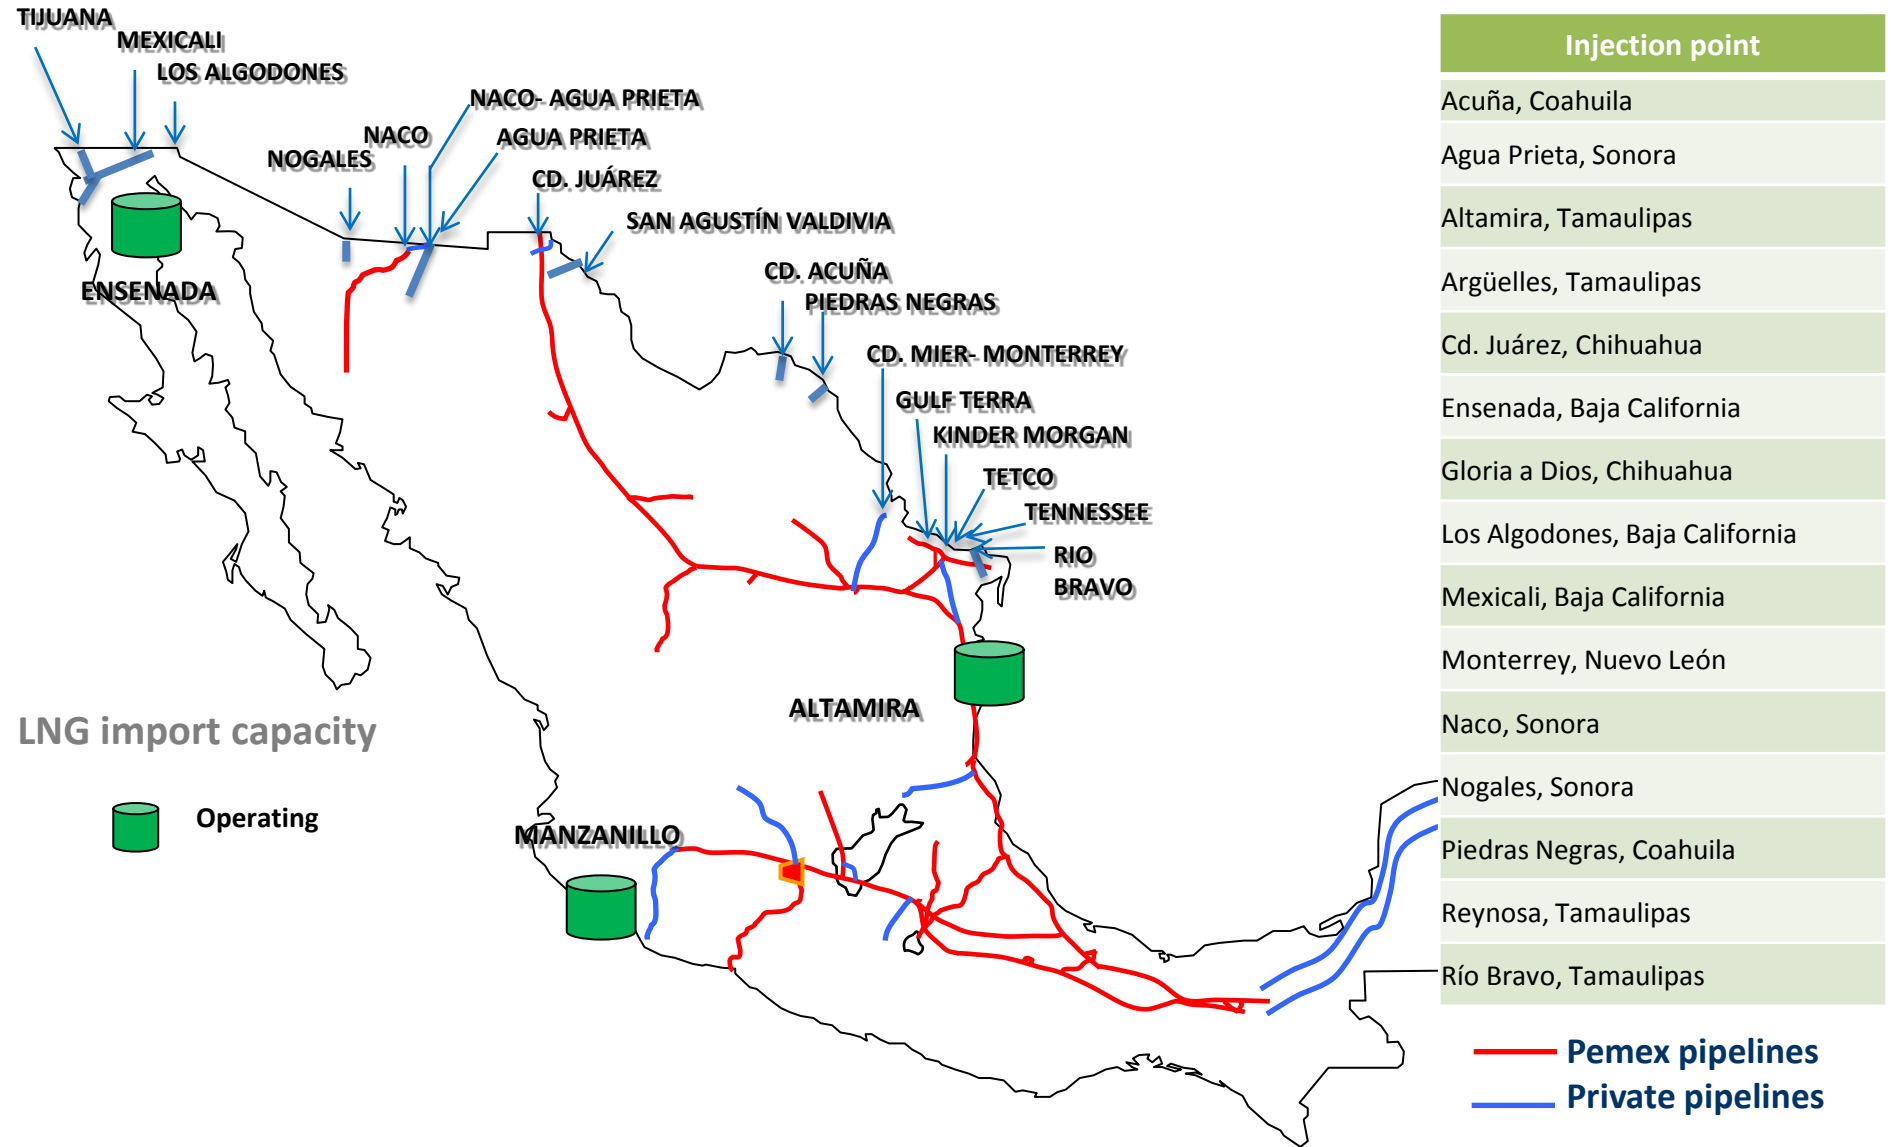 TIJUANA
MEXICALI
LOS ALGODONES
NACO- AGUA PRIETA
NACO
AGUA PRIETA
NOGALES
CD. JUÁREZ
SAN AGUSTÍN VALDIVIA
CD. ACUÑA
PIEDRAS NEGRAS
ENSENADA
CD. MIER- MONTERREY
GULF TERRA
KINDER MORGAN
TETCO
TENNESSEE
RIO
BRAVO
ALTAMIRA
LNG import capacity
Operating
MANZANILLO
Injection point
Acuña, Coahuila
Agua Prieta, Sonora
Altamira, Tamaulipas
Argüelles, Tamaulipas
Cd. Juárez, Chihuahua
Ensenada, Baja California
Gloria a Dios, Chihuahua
Los Algodones, Baja California
Mexicali, Baja California
Monterrey, Nuevo León
Naco, Sonora
Nogales, Sonora
Piedras Negras, Coahuila
Reynosa, Tamaulipas
Río Bravo, Tamaulipas
Pemex pipelines
Private pipelines